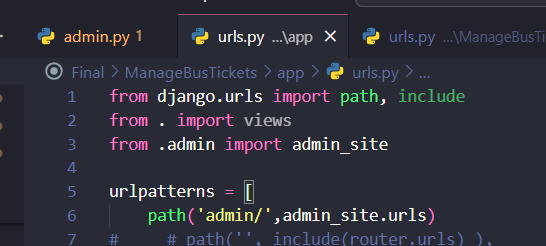 admin.py 1 urls.py ...\app × urls.py ...\ManageBusT
Final > ManageBusTickets > app > urls.py > ...
1 from django.urls import path, include
2 from . import views
3 from .admin import admin_site
4
5 urlpatterns = [
6 path('admin/',admin_site.urls)
7 # # path('', include(router.urls) ),